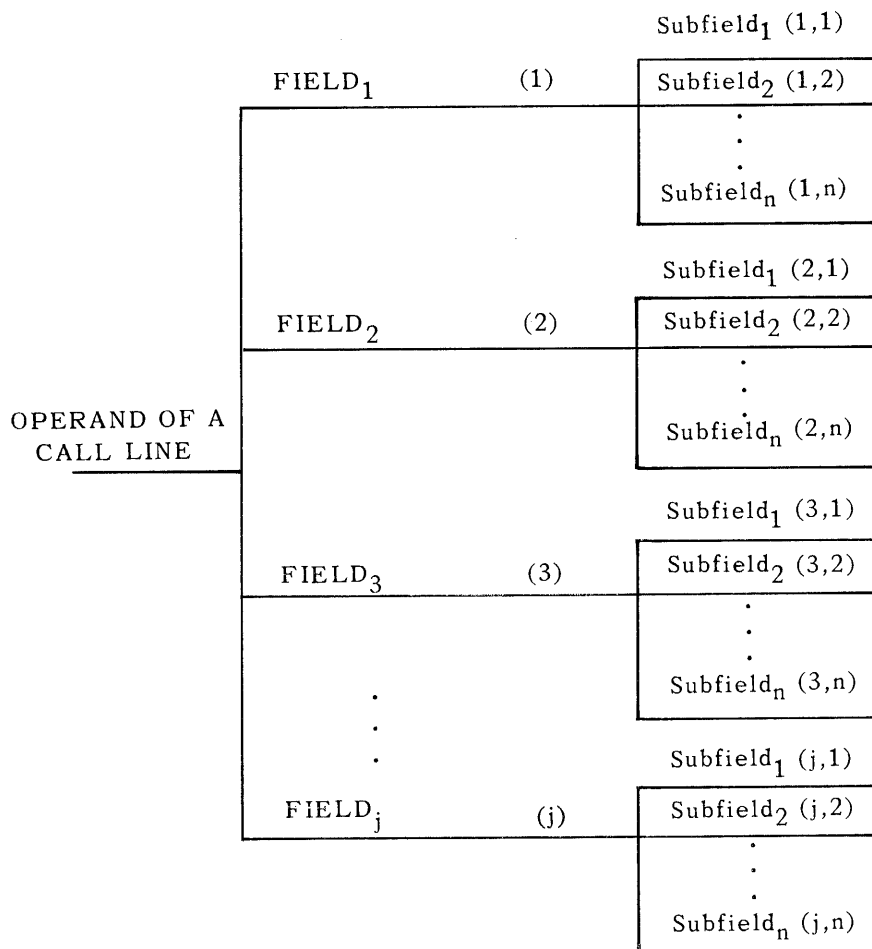 Subfield₁ (1,1)
FIELD₁ (1) Subfield₂ (1,2)
.
.
.
Subfieldₙ (1,n)
Subfield₁ (2,1)
FIELD₂ (2) Subfield₂ (2,2)
.
.
.
OPERAND OF A
CALL LINE
Subfieldₙ (2,n)
Subfield₁ (3,1)
FIELD₃ (3) Subfield₂ (3,2)
.
.
.
Subfieldₙ (3,n)
.
.
.
Subfield₁ (j,1)
FIELDⱼ (j) Subfield₂ (j,2)
.
.
.
Subfieldₙ (j,n)